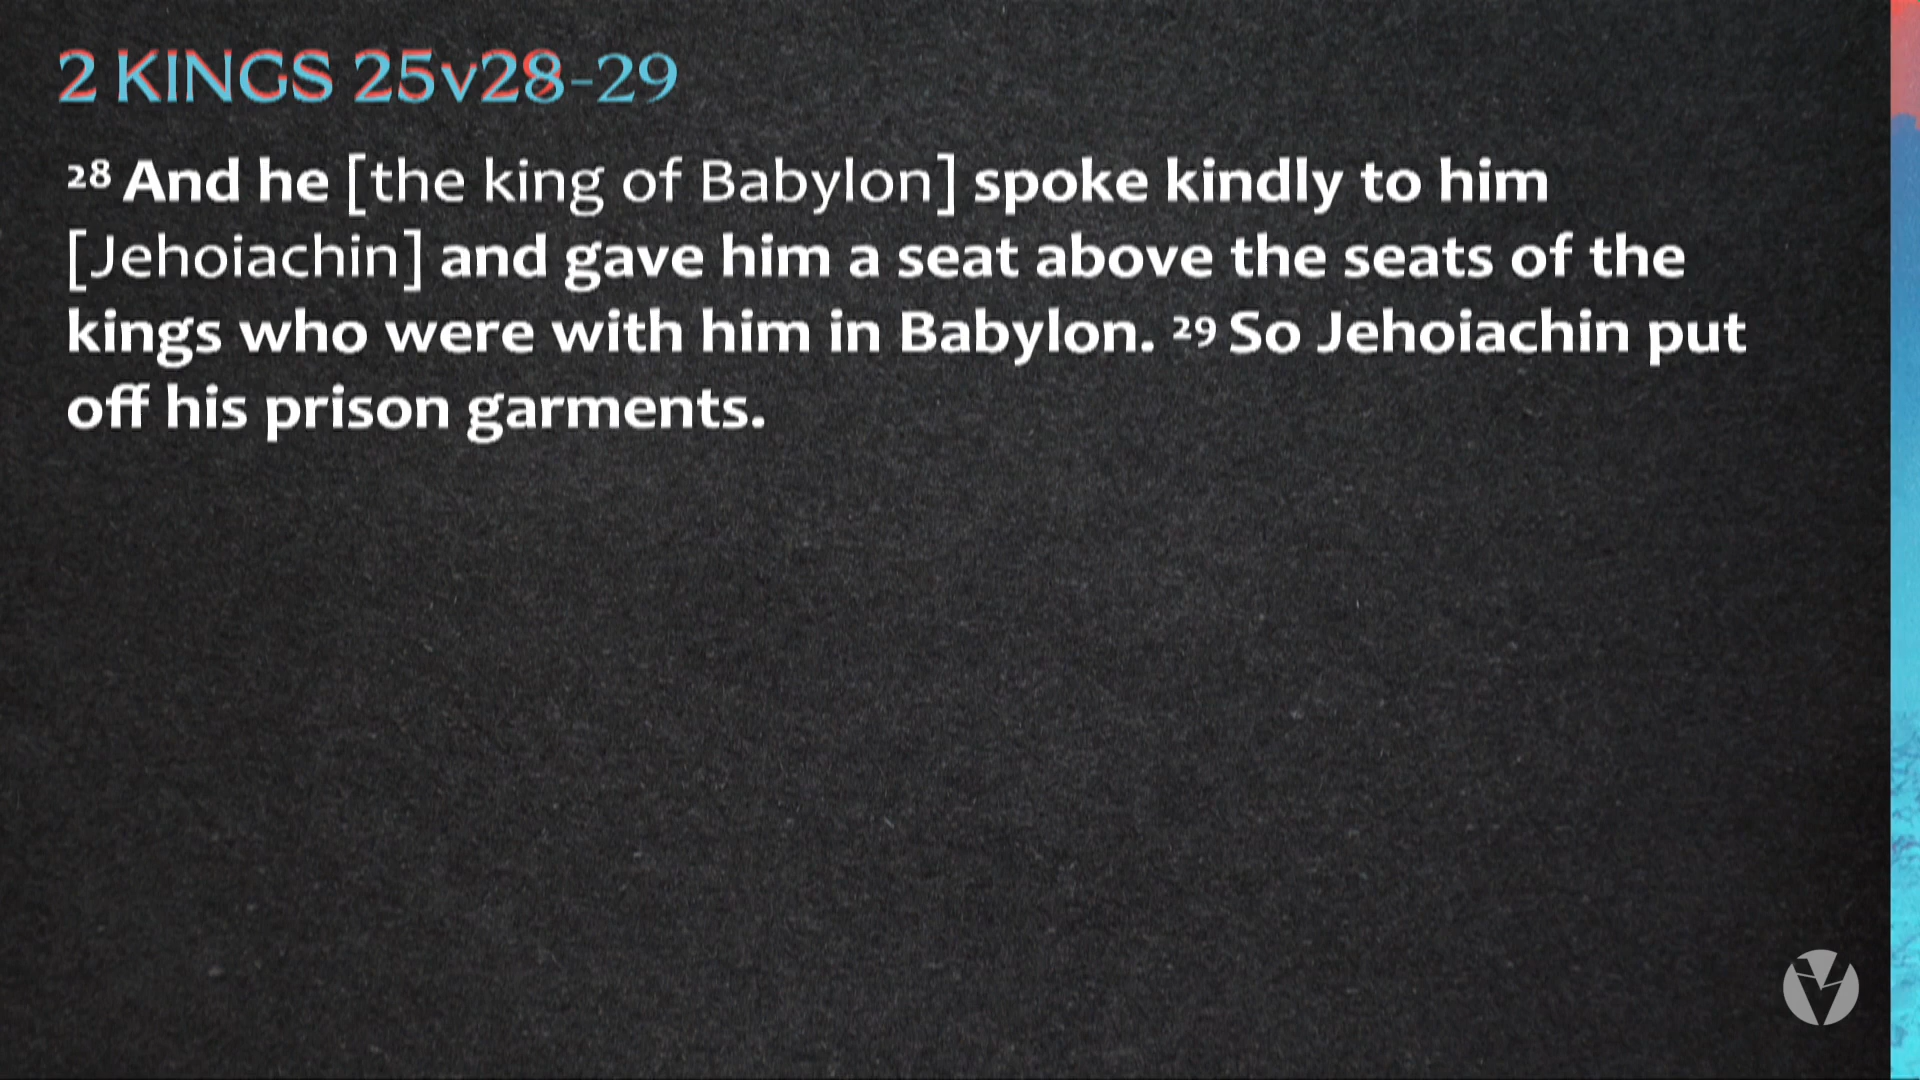 2 KINGS 25v28-29
28 And he [the king of Babylon] spoke kindly to him
[Jehoiachin] and gave him a seat above the seats of the
kings who were with him in Babylon. 29 So Jehoiachin put
off his prison garments.